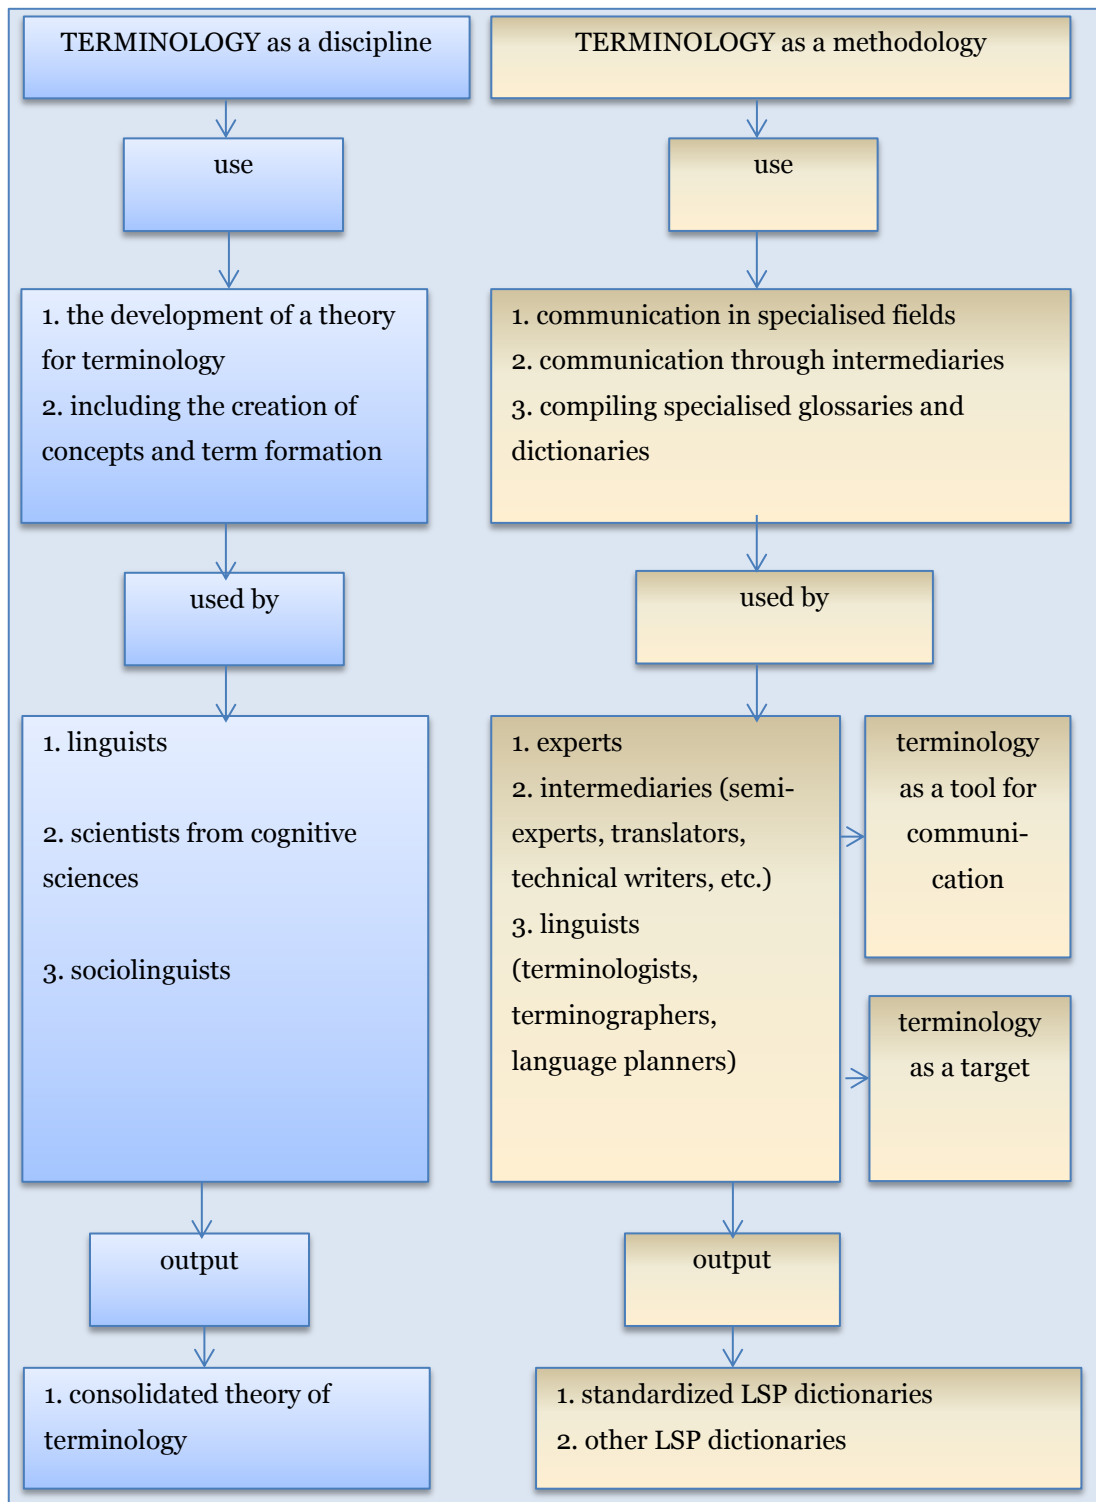 TERMINOLOGY as a discipline
use
1. the development of a theory
for terminology
2. including the creation of
concepts and term formation
used by
1. linguists
2. scientists from cognitive
sciences
3. sociolinguists
output
1. consolidated theory of
terminology
TERMINOLOGY as a methodology
use
1. communication in specialised fields
2. communication through intermediaries
3. compiling specialised glossaries and
dictionaries
used by
1. experts
2. intermediaries (semi-
experts, translators,
technical writers, etc.)
3. linguists
(terminologists,
terminographers,
language planners)
terminology
as a tool for
communi-
cation
terminology
as a target
output
1. standardized LSP dictionaries
2. other LSP dictionaries